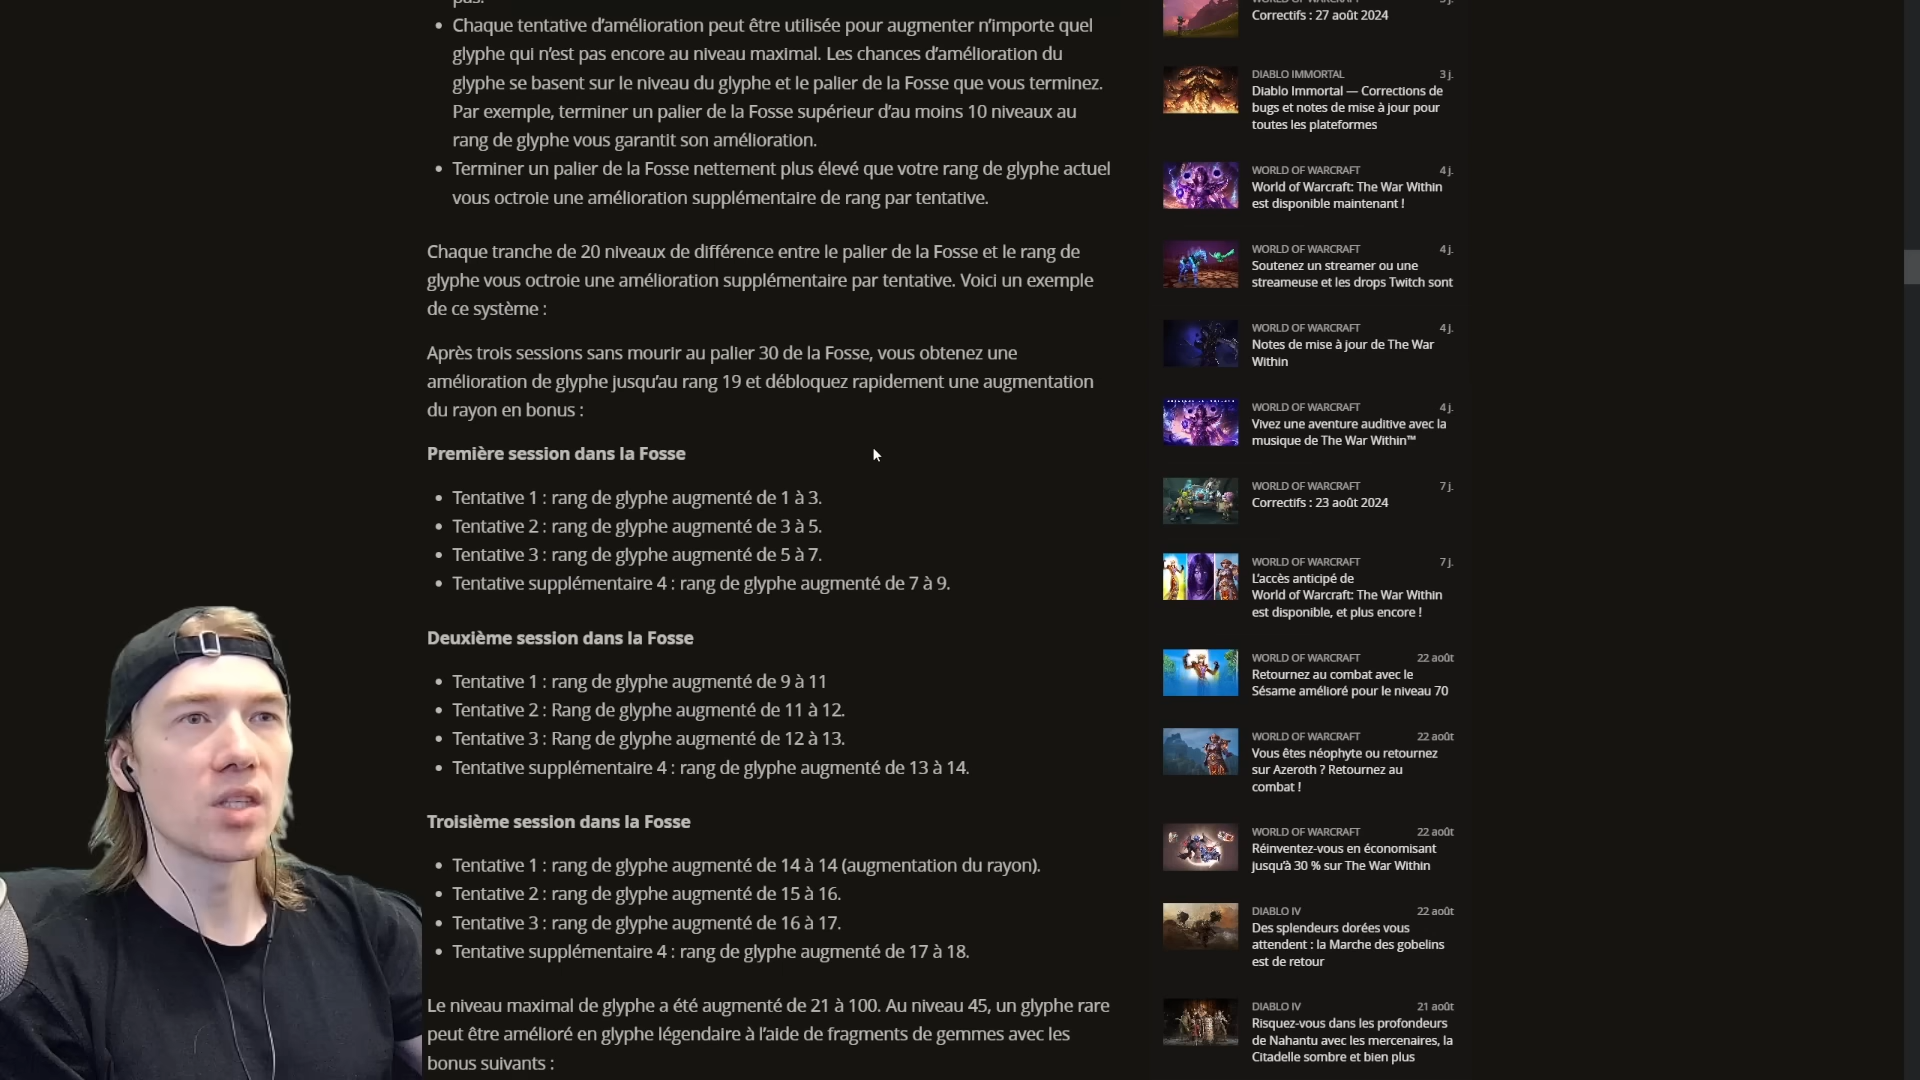 pas.
• Chaque tentative d'amélioration peut être utilisée pour augmenter n'importe quel
glyphe qui n'est pas encore au niveau maximal. Les chances d'amélioration du
glyphe se basent sur le niveau du glyphe et le palier de la Fosse que vous terminez.
Par exemple, terminer un palier de la Fosse supérieur d'au moins 10 niveaux au
rang de glyphe vous garantit son amélioration.
• Terminer un palier de la Fosse nettement plus élevé que votre rang de glyphe actuel
vous octroie une amélioration supplémentaire de rang par tentative.
Chaque tranche de 20 niveaux de différence entre le palier de la Fosse et le rang de
glyphe vous octroie une amélioration supplémentaire par tentative. Voici un exemple
de ce système :
Après trois sessions sans mourir au palier 30 de la Fosse, vous obtenez une
amélioration de glyphe jusqu'au rang 19 et débloquez rapidement une augmentation
du rayon en bonus :
Première session dans la Fosse
• Tentative 1 : rang de glyphe augmenté de 1 à 3.
• Tentative 2 : rang de glyphe augmenté de 3 à 5.
• Tentative 3 : rang de glyphe augmenté de 5 à 7.
• Tentative supplémentaire 4 : rang de glyphe augmenté de 7 à 9.
Deuxième session dans la Fosse
• Tentative 1 : rang de glyphe augmenté de 9 à 11
• Tentative 2 : Rang de glyphe augmenté de 11 à 12.
• Tentative 3 : Rang de glyphe augmenté de 12 à 13.
• Tentative supplémentaire 4 : rang de glyphe augmenté de 13 à 14.
Troisième session dans la Fosse
• Tentative 1 : rang de glyphe augmenté de 14 à 14 (augmentation du rayon).
• Tentative 2 : rang de glyphe augmenté de 15 à 16.
• Tentative 3 : rang de glyphe augmenté de 16 à 17.
• Tentative supplémentaire 4 : rang de glyphe augmenté de 17 à 18.
Le niveau maximal de glyphe a été augmenté de 21 à 100. Au niveau 45, un glyphe rare
peut être amélioré en glyphe légendaire à l'aide de fragments de gemmes avec les
bonus suivants :
WORLD OF WARCRAFT 3 j.
Correctifs : 27 août 2024
DIABLO IMMORTAL 3 j.
Diablo Immortal — Corrections de
bugs et notes de mise à jour pour
toutes les plateformes
WORLD OF WARCRAFT 4 j.
World of Warcraft: The War Within
est disponible maintenant !
WORLD OF WARCRAFT 4 j.
Soutenez un streamer ou une
streameuse et les drops Twitch sont
WORLD OF WARCRAFT 4 j.
Notes de mise à jour de The War
Within
WORLD OF WARCRAFT 4 j.
Vivez une aventure auditive avec la
musique de The War Within™
WORLD OF WARCRAFT 7 j.
Correctifs : 23 août 2024
WORLD OF WARCRAFT 7 j.
L'accès anticipé de
World of Warcraft: The War Within
est disponible, et plus encore !
WORLD OF WARCRAFT 22 août
Retournez au combat avec le
Sésame amélioré pour le niveau 70
WORLD OF WARCRAFT 22 août
Vous êtes néophyte ou retournez
sur Azeroth ? Retournez au
combat !
WORLD OF WARCRAFT 22 août
Réinventez-vous en économisant
jusqu'à 30 % sur The War Within
DIABLO IV 22 août
Des splendeurs dorées vous
attendent : la Marche des gobelins
est de retour
DIABLO IV 21 août
Risquez-vous dans les profondeurs
de Nahantu avec les mercenaires, la
Citadelle sombre et bien plus